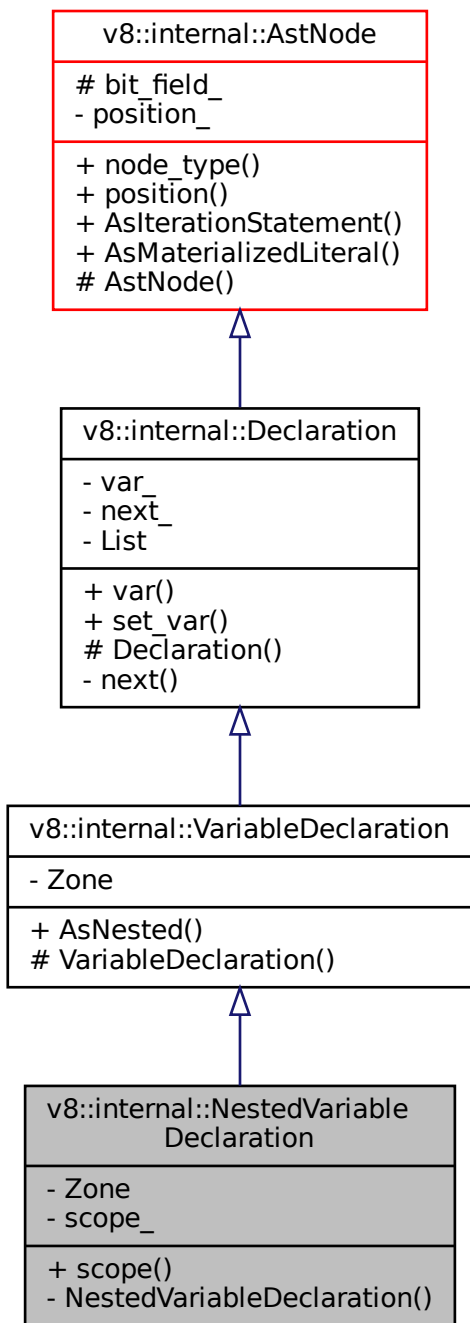 v8::internal::AstNode
# bit_field_
- position_
+ node_type()
+ position()
+ AsIterationStatement()
+ AsMaterializedLiteral()
# AstNode()
v8::internal::Declaration
- var_
- next_
- List
+ var()
+ set_var()
# Declaration()
- next()
v8::internal::VariableDeclaration
- Zone
+ AsNested()
# VariableDeclaration()
v8::internal::NestedVariable
Declaration
- Zone
- scope_
+ scope()
- NestedVariableDeclaration()